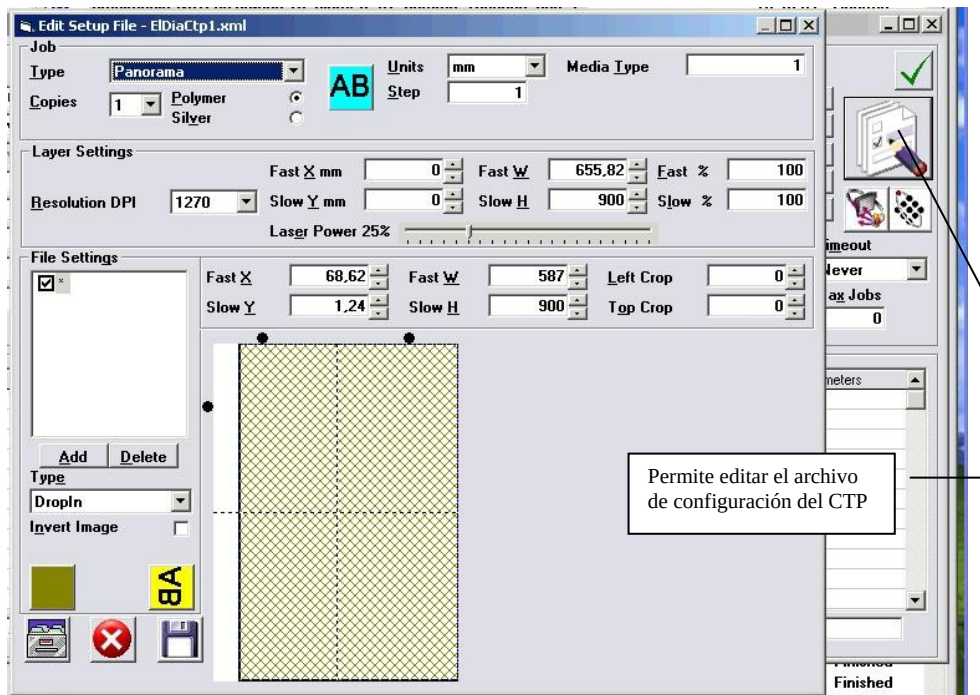 Edit Setup File - ElDiaCtp1.xml
Job
Type Panorama
Copies 1 Polymer
Silver
AB
Units mm
Step 1
Media Type 1
Layer Settings
Resolution DPI 1270
Fast X mm 0 Fast W 655,82 Fast % 100
Slow Y mm 0 Slow H 900 Slow % 100
Laser Power 25%
File Settings
*
Fast X 68,62 Fast W 587 Left Crop 0
Slow Y 1,24 Slow H 900 Top Crop 0
Add Delete
Type
DropIn
Invert Image
AB
imeout
Never
ax Jobs
0
meters
Permite editar el archivo
de configuración del CTP
Finished